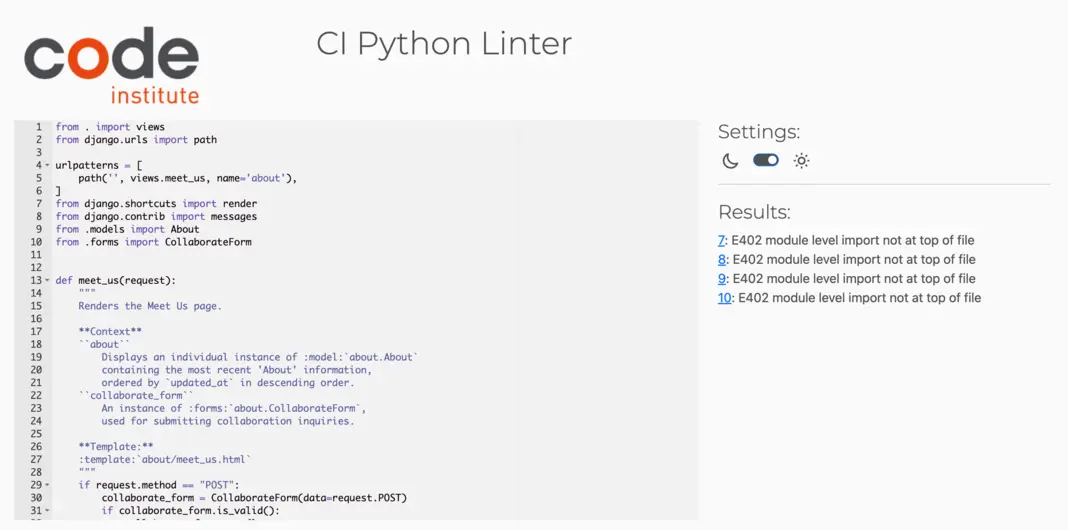 code
institute
CI Python Linter
1 from . import views
2 from django.urls import path
3
4 urlpatterns = [
5     path('', views.meet_us, name='about'),
6 ]
7 from django.shortcuts import render
8 from django.contrib import messages
9 from .models import About
10 from .forms import CollaborateForm
11
12
13 def meet_us(request):
14     """
15     Renders the Meet Us page.
16
17     **Context**
18     ``about``
19         Displays an individual instance of :model:`about.About`
20         containing the most recent 'About' information,
21         ordered by `updated_at` in descending order.
22     ``collaborate_form``
23         An instance of :forms:`about.CollaborateForm`,
24         used for submitting collaboration inquiries.
25
26     **Template:**
27     :template:`about/meet_us.html`
28     """
29     if request.method == "POST":
30         collaborate_form = CollaborateForm(data=request.POST)
31         if collaborate_form.is_valid():
Settings:
Results:
7: E402 module level import not at top of file
8: E402 module level import not at top of file
9: E402 module level import not at top of file
10: E402 module level import not at top of file